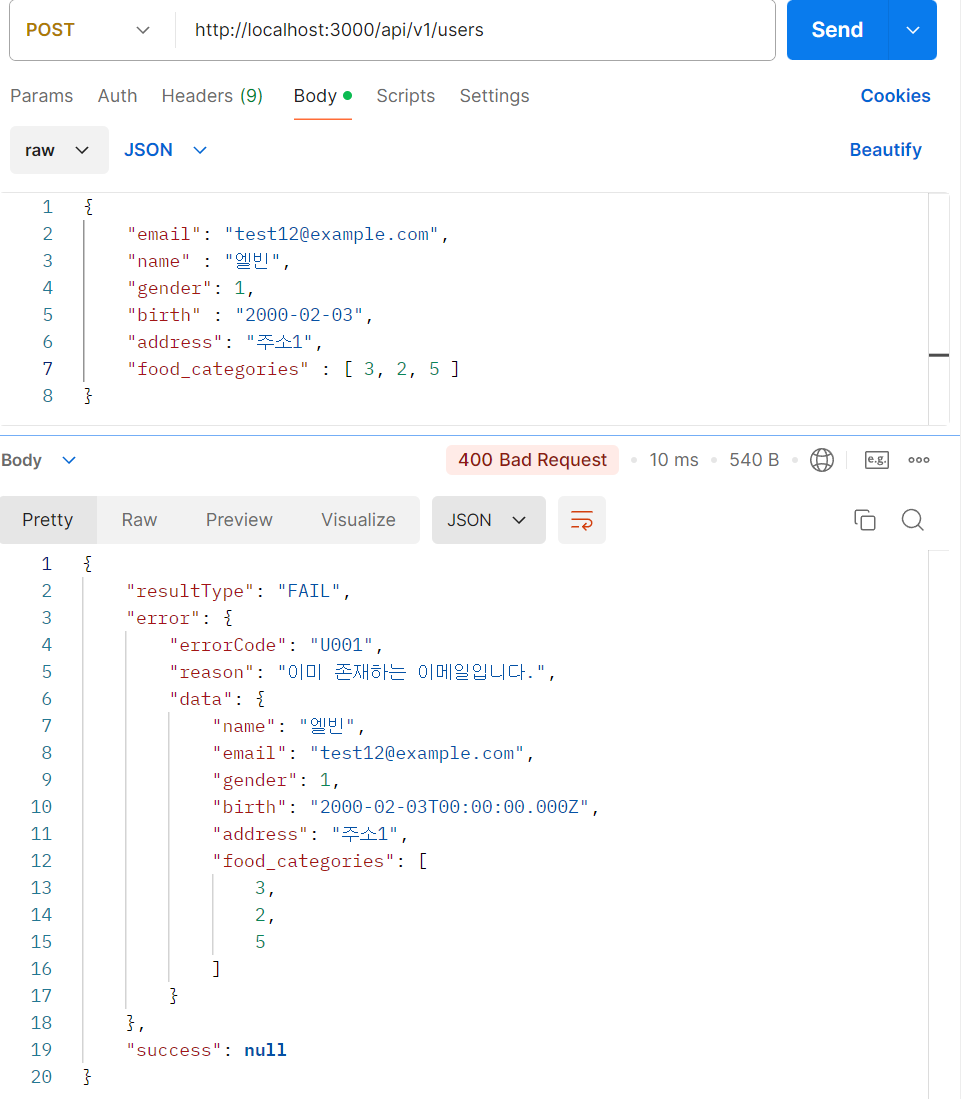 POST http://localhost:3000/api/v1/users Send
Params Auth Headers (9) Body Scripts Settings Cookies
raw JSON Beautify
1 {
2 "email": "test12@example.com",
3 "name" : "엘빈",
4 "gender": 1,
5 "birth" : "2000-02-03",
6 "address": "주소1",
7 "food_categories" : [ 3, 2, 5 ]
8 }
Body 400 Bad Request 10 ms 540 B e.g.
Pretty Raw Preview Visualize JSON
1 {
2 "resultType": "FAIL",
3 "error": {
4 "errorCode": "U001",
5 "reason": "이미 존재하는 이메일입니다.",
6 "data": {
7 "name": "엘빈",
8 "email": "test12@example.com",
9 "gender": 1,
10 "birth": "2000-02-03T00:00:00.000Z",
11 "address": "주소1",
12 "food_categories": [
13 3,
14 2,
15 5
16 ]
17 }
18 },
19 "success": null
20 }